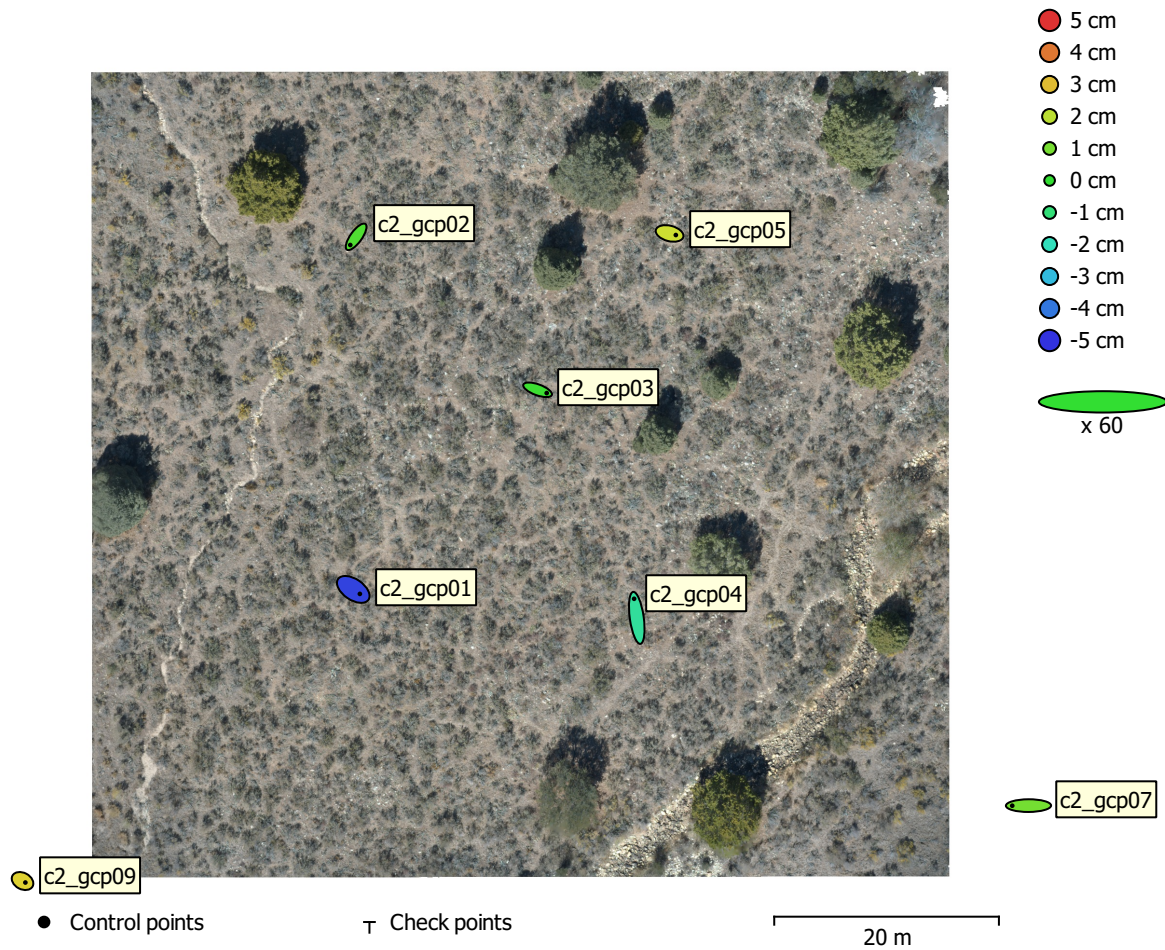 5 cm
4 cm
3 cm
2 cm
1 cm
0 cm
-1 cm
-2 cm
-3 cm
-4 cm
-5 cm
x 60
c2_gcp02
c2_gcp05
c2_gcp03
c2_gcp01
c2_gcp04
c2_gcp07
c2_gcp09
Control points
Check points
20 m